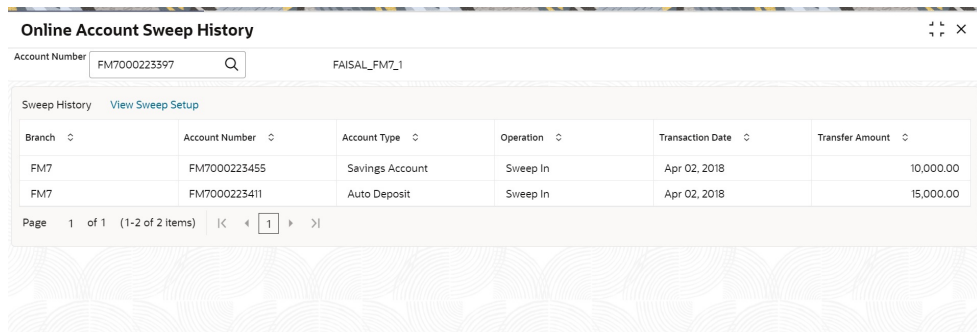 Online Account Sweep History
Account Number FM7000223397 FAISAL_FM7_1
Sweep History View Sweep Setup
Branch Account Number Account Type Operation Transaction Date Transfer Amount
FM7 FM7000223455 Savings Account Sweep In Apr 02, 2018 10,000.00
FM7 FM7000223411 Auto Deposit Sweep In Apr 02, 2018 15,000.00
Page 1 of 1 (1-2 of 2 items) 1